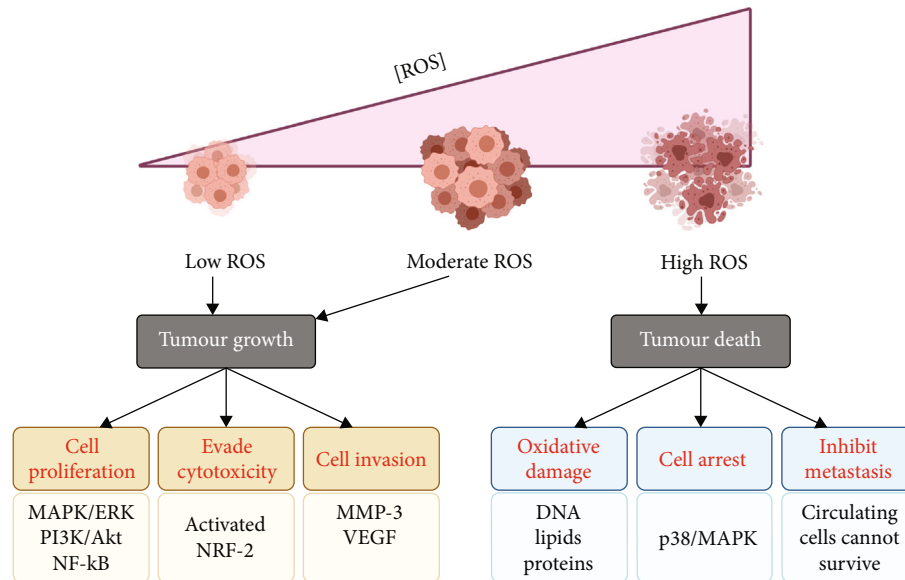 [ROS]
Low ROS
Moderate ROS
High ROS
Tumour growth
Tumour death
Cell
proliferation
Evade
cytotoxicity
Cell invasion
Oxidative
damage
Cell arrest
Inhibit
metastasis
MAPK/ERK
PI3K/Akt
NF-kB
Activated
NRF-2
MMP-3
VEGF
DNA
lipids
proteins
p38/MAPK
Circulating
cells cannot
survive